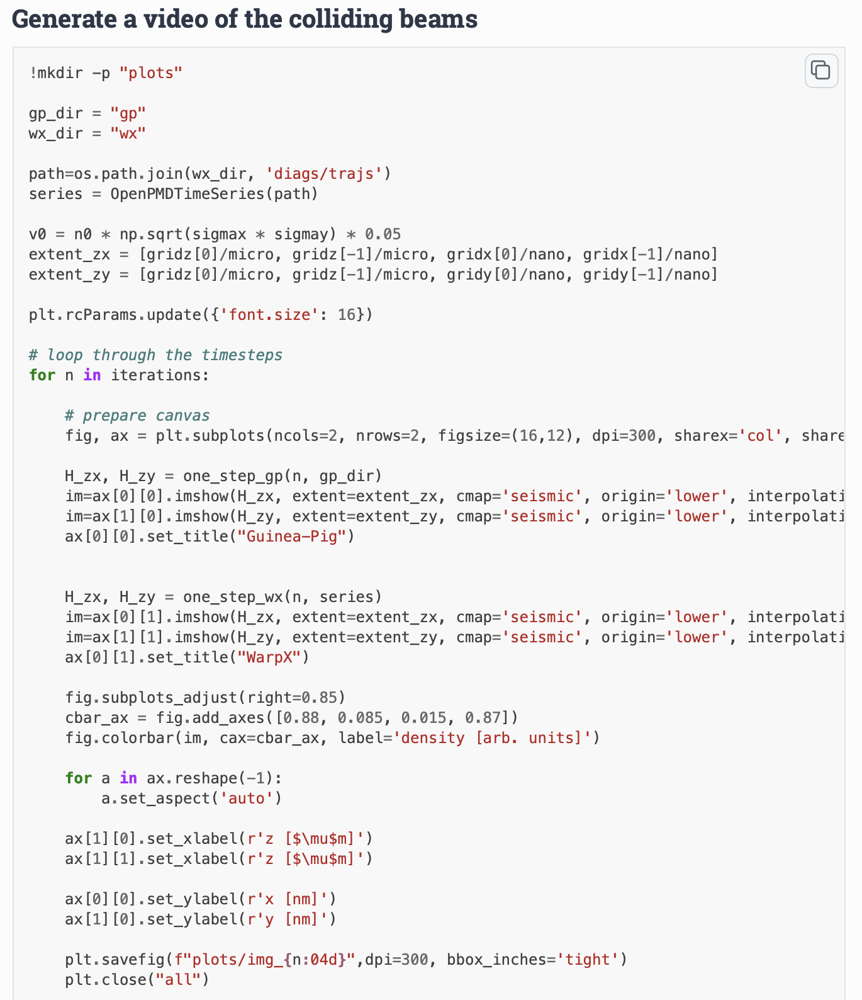 Generate a video of the colliding beams
!mkdir -p "plots"
gp_dir = "gp"
wx_dir = "wx"
path=os.path.join(wx_dir, 'diags/trajs')
series = OpenPMDTimeSeries(path)
v0 = n0 * np.sqrt(sigmax * sigmay) * 0.05
extent_zx = [gridz[0]/micro, gridz[-1]/micro, gridx[0]/nano, gridx[-1]/nano]
extent_zy = [gridz[0]/micro, gridz[-1]/micro, gridy[0]/nano, gridy[-1]/nano]
plt.rcParams.update({'font.size': 16})
# loop through the timesteps
for n in iterations:
    # prepare canvas
    fig, ax = plt.subplots(ncols=2, nrows=2, figsize=(16,12), dpi=300, sharex='col', share
    H_zx, H_zy = one_step_gp(n, gp_dir)
    im=ax[0][0].imshow(H_zx, extent=extent_zx, cmap='seismic', origin='lower', interpolati
    im=ax[1][0].imshow(H_zy, extent=extent_zy, cmap='seismic', origin='lower', interpolati
    ax[0][0].set_title("Guinea-Pig")
    H_zx, H_zy = one_step_wx(n, series)
    im=ax[0][1].imshow(H_zx, extent=extent_zx, cmap='seismic', origin='lower', interpolati
    im=ax[1][1].imshow(H_zy, extent=extent_zy, cmap='seismic', origin='lower', interpolati
    ax[0][1].set_title("WarpX")
    fig.subplots_adjust(right=0.85)
    cbar_ax = fig.add_axes([0.88, 0.085, 0.015, 0.87])
    fig.colorbar(im, cax=cbar_ax, label='density [arb. units]')
    for a in ax.reshape(-1):
        a.set_aspect('auto')
    ax[1][0].set_xlabel(r'z [$\mu$m]')
    ax[1][1].set_xlabel(r'z [$\mu$m]')
    ax[0][0].set_ylabel(r'x [nm]')
    ax[1][0].set_ylabel(r'y [nm]')
    plt.savefig(f"plots/img_{n:04d}",dpi=300, bbox_inches='tight')
    plt.close("all")